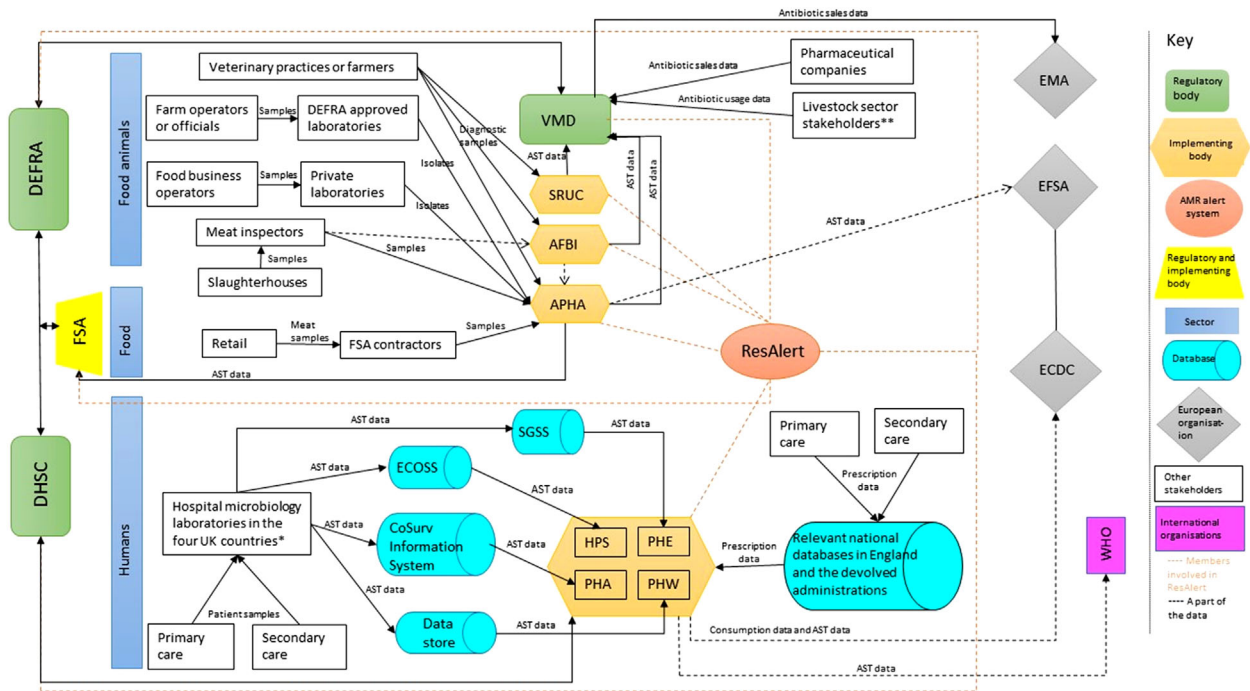 Antibiotic sales data
Key
Regulatory
body
Implementing
body
AMR alert
system
Regulatory and
implementing
body
Sector
Database
European
organisat-
ion
Other
stakeholders
International
organisations
Members
involved in
ResAlert
A part of
the data
DEFRA
FSA
DHSC
Food animals
Food
Humans
Veterinary practices or farmers
Farm operators
or officials
Samples
DEFRA approved
laboratories
Food business
operators
Samples
Private
laboratories
Meat inspectors
Samples
Slaughterhouses
Diagnostic
samples
Isolates
Isolates
Samples
Retail
Meat
samples
FSA contractors
Samples
AST data
VMD
AST data
SRUC
AFBI
APHA
AST data
AST data
Antibiotic sales data
Antibiotic usage data
Pharmaceutical
companies
Livestock sector
stakeholders**
EMA
EFSA
AST data
ECDC
ResAlert
AST data
SGSS
AST data
AST data
ECOSS
AST data
Hospital microbiology
laboratories in the
four UK countries*
AST data
CoSurv
Information
System
AST data
AST data
Data
store
AST data
Patient samples
Primary
care
Secondary
care
HPS
PHE
PHA
PHW
Primary
care
Secondary
care
Prescription
data
Prescription
data
Relevant national
databases in England
and the devolved
administrations
Consumption data and AST data
AST data
WHO